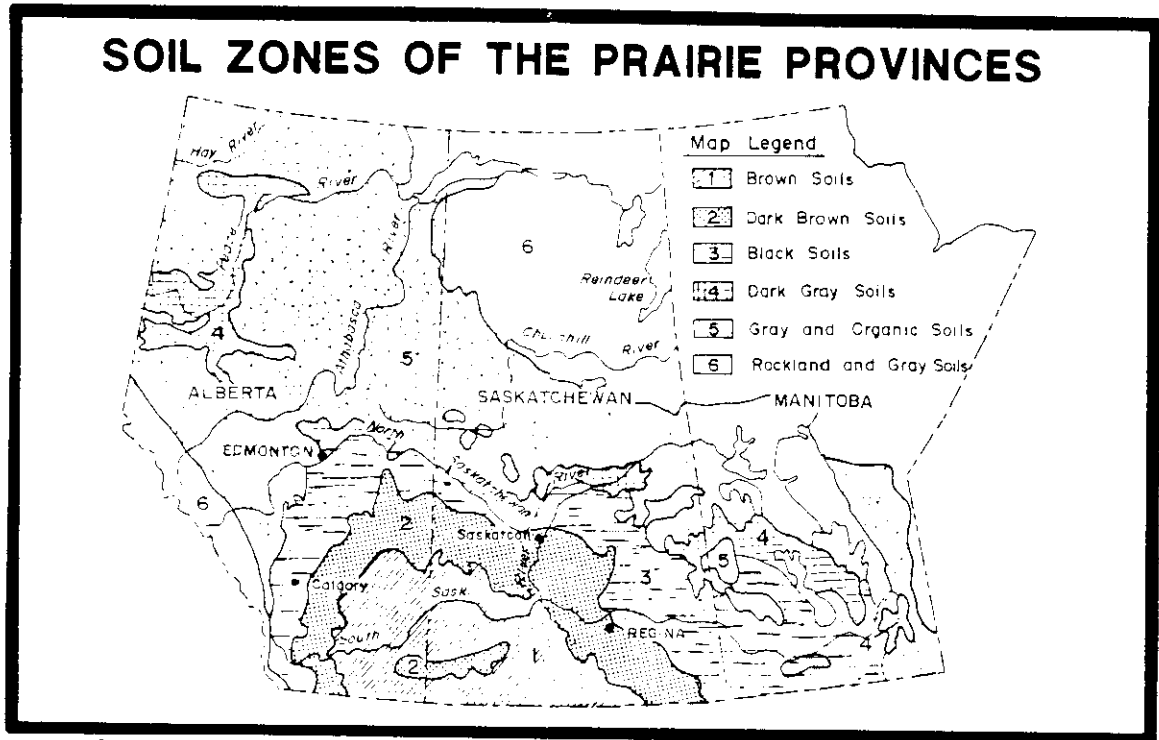 SOIL ZONES OF THE PRAIRIE PROVINCES
Map Legend
1 Brown Soils
2 Dark Brown Soils
3 Black Soils
4 Dark Gray Soils
5 Gray and Organic Soils
6 Rockland and Gray Soils
Hay River
River
Peace
River
Athabasca
6
Reindeer
Lake
Churchill River
4
5
ALBERTA
SASKATCHEWAN
MANITOBA
EDMONTON
North
Saskatchewan
River
6
2
Saskatoon
4
5
3
River
Calgary
Sask.
South
REGINA
4
2
1